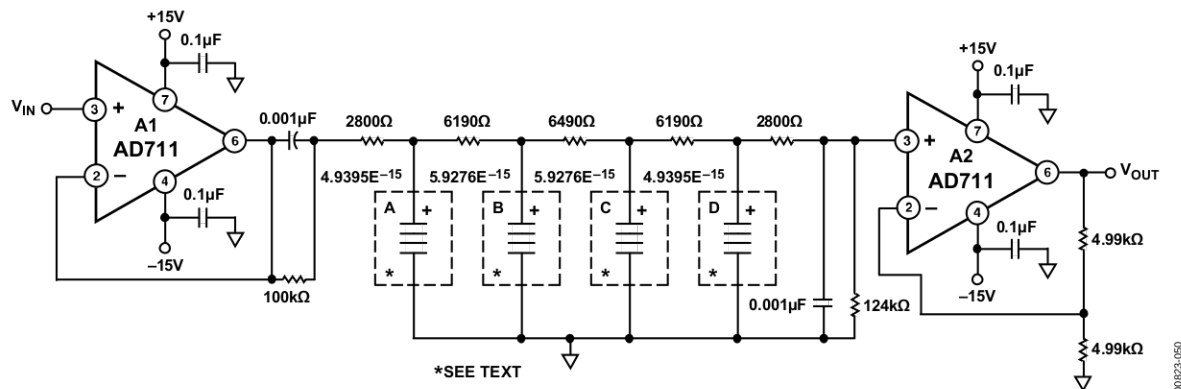 +15V
0.1µF
V_IN
3
+
7
A1
AD711
6
2
–
4
0.1µF
–15V
100kΩ
0.001µF
2800Ω
6190Ω
6490Ω
6190Ω
2800Ω
4.9395E–15
5.9276E–15
5.9276E–15
4.9395E–15
A
+
*
B
+
*
C
+
*
D
+
*
0.001µF
124kΩ
*SEE TEXT
+15V
0.1µF
3
+
7
A2
AD711
6
2
–
4
0.1µF
–15V
V_OUT
4.99kΩ
4.99kΩ
00823-050